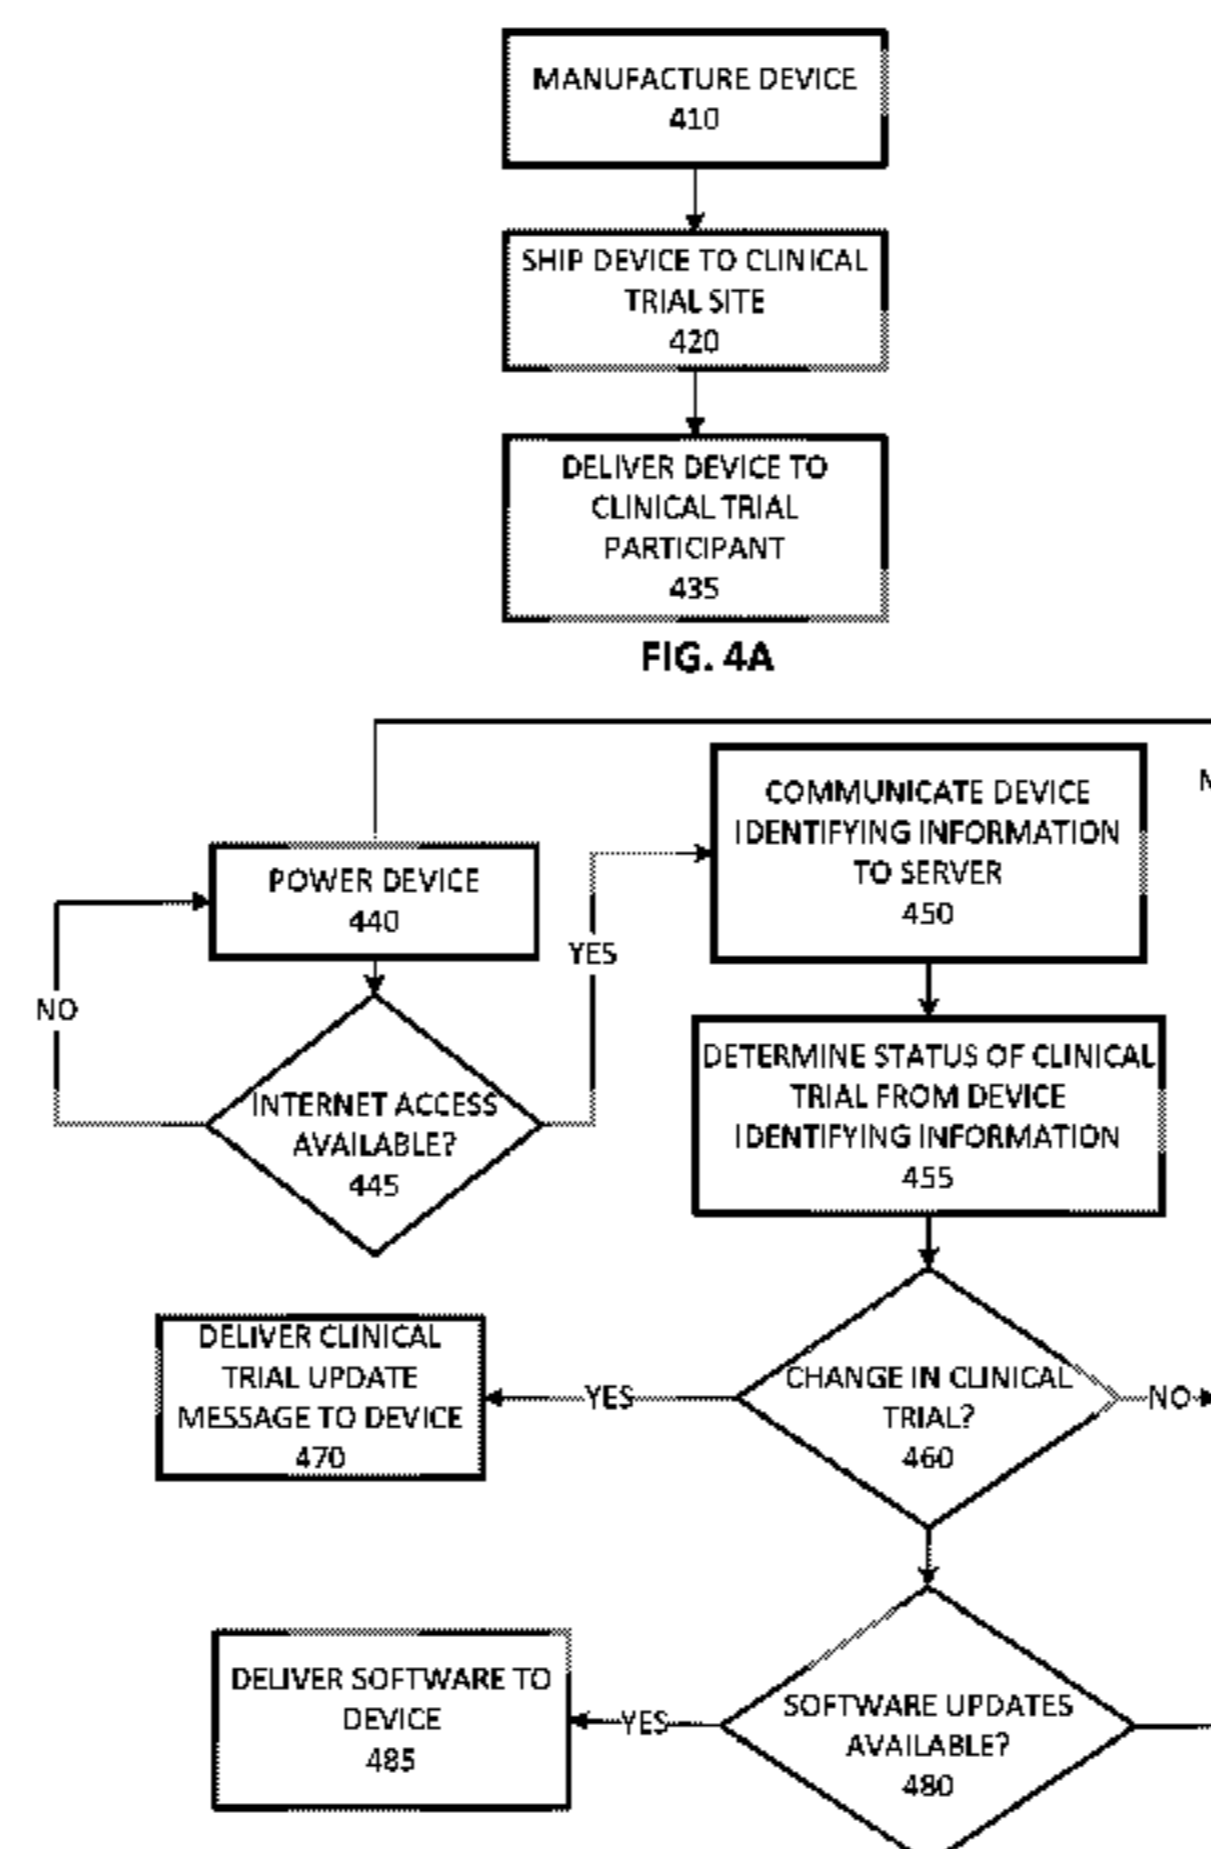 MANUFACTURE DEVICE
410
SHIP DEVICE TO CLINICAL
TRIAL SITE
420
DELIVER DEVICE TO
CLINICAL TRIAL
PARTICIPANT
435
FIG. 4A
COMMUNICATE DEVICE
IDENTIFYING INFORMATION
TO SERVER
450
POWER DEVICE
440
YES
NO
DETERMINE STATUS OF CLINICAL
TRIAL FROM DEVICE
IDENTIFYING INFORMATION
455
INTERNET ACCESS
AVAILABLE?
445
DELIVER CLINICAL
TRIAL UPDATE
MESSAGE TO DEVICE
470
YES
CHANGE IN CLINICAL
TRIAL?
460
NO
DELIVER SOFTWARE TO
DEVICE
485
YES
SOFTWARE UPDATES
AVAILABLE?
480